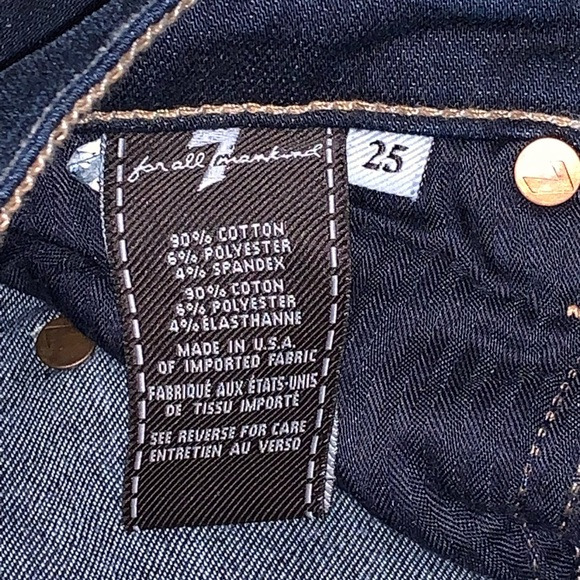 7
for all mankind
25
90% COTTON
6% POLYESTER
4% SPANDEX
90% COTON
6% POLYESTER
4% ÉLASTHANNE
MADE IN U.S.A.
OF IMPORTED FABRIC
FABRIQUÉ AUX ÉTATS-UNIS
DE TISSU IMPORTÉ
SEE REVERSE FOR CARE
ENTRETIEN AU VERSO